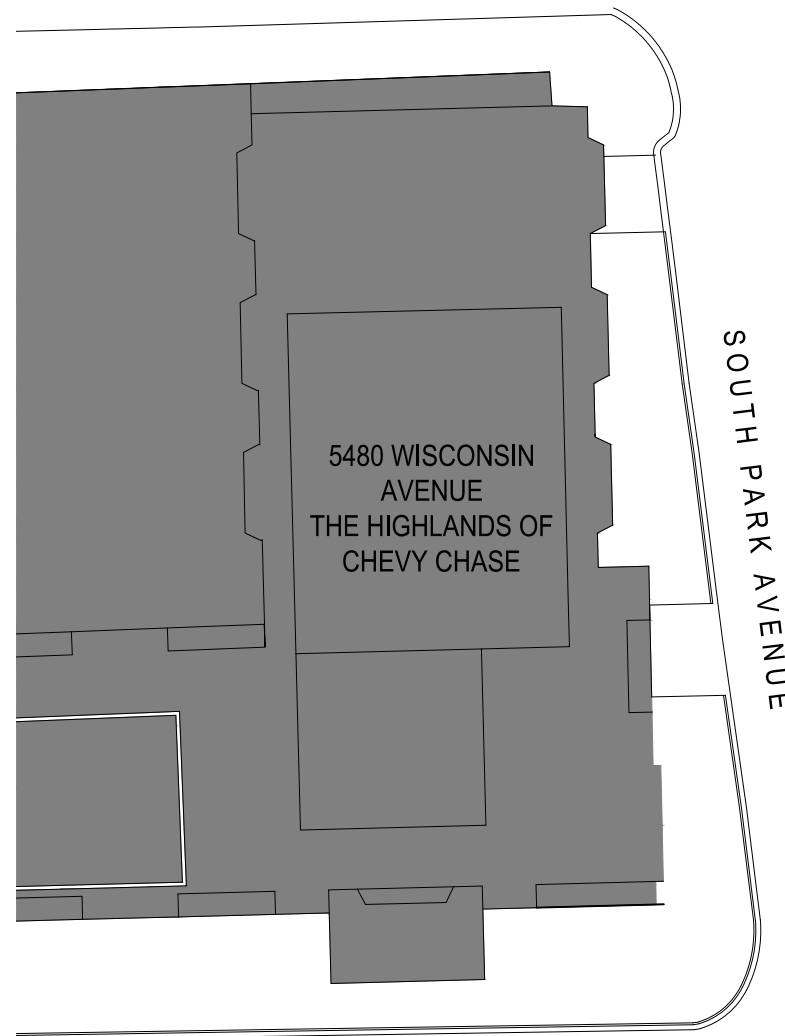 5480 WISCONSIN
AVENUE
THE HIGHLANDS OF
CHEVY CHASE
SOUTH PARK AVENUE